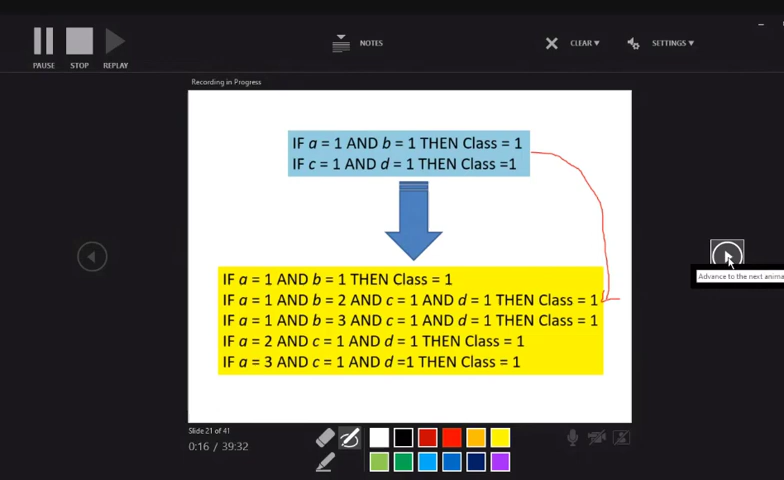 PAUSE STOP REPLAY NOTES CLEAR SETTINGS
Recording in Progress
IF a = 1 AND b = 1 THEN Class = 1
IF c = 1 AND d = 1 THEN Class =1
Advance to the next anima
IF a = 1 AND b = 1 THEN Class = 1
IF a = 1 AND b = 2 AND c = 1 AND d = 1 THEN Class = 1
IF a = 1 AND b = 3 AND c = 1 AND d = 1 THEN Class = 1
IF a = 2 AND c = 1 AND d = 1 THEN Class = 1
IF a = 3 AND c = 1 AND d =1 THEN Class = 1
Slide 21 of 41
0:16 / 39:32